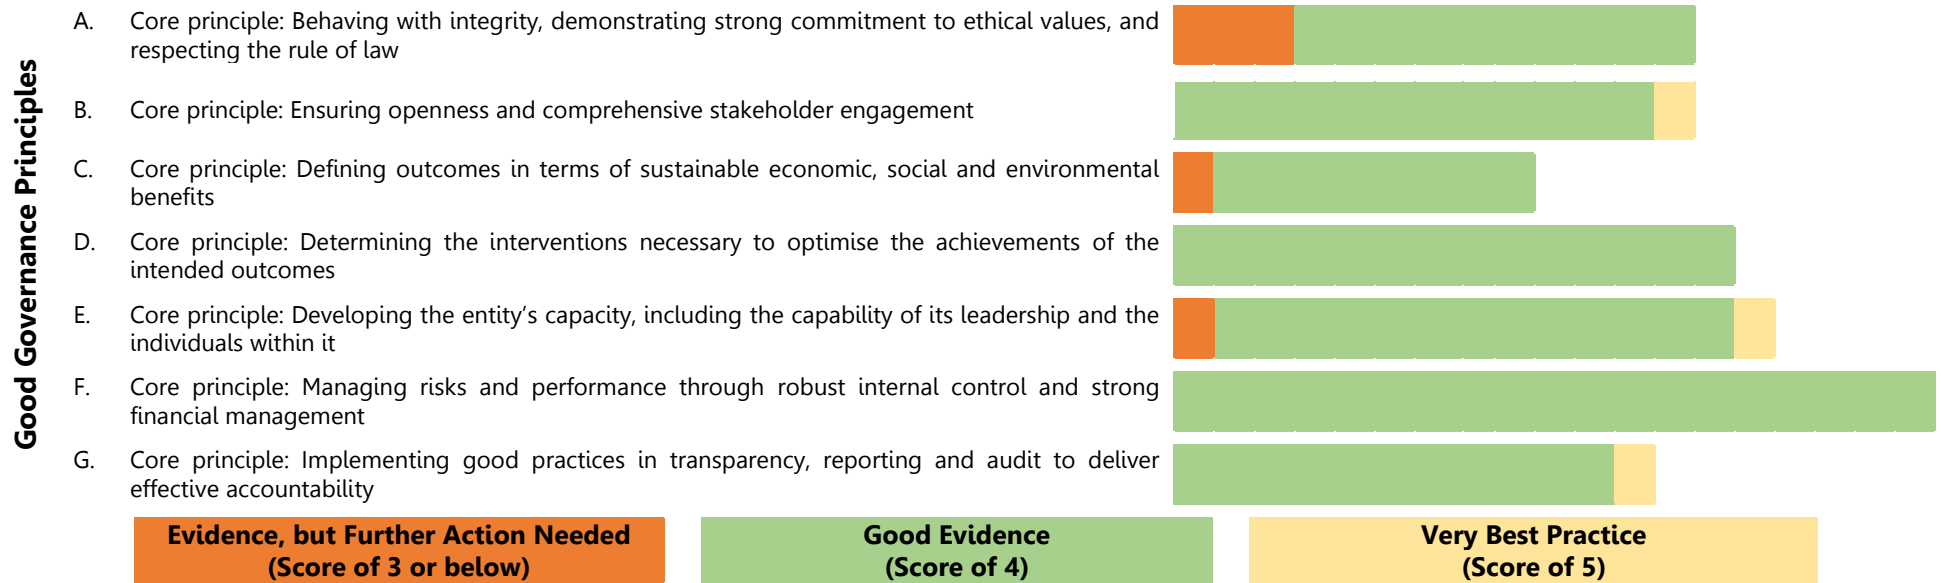 Good Governance Principles
A. Core principle: Behaving with integrity, demonstrating strong commitment to ethical values, and
respecting the rule of law
B. Core principle: Ensuring openness and comprehensive stakeholder engagement
C. Core principle: Defining outcomes in terms of sustainable economic, social and environmental
benefits
D. Core principle: Determining the interventions necessary to optimise the achievements of the
intended outcomes
E. Core principle: Developing the entity’s capacity, including the capability of its leadership and the
individuals within it
F. Core principle: Managing risks and performance through robust internal control and strong
financial management
G. Core principle: Implementing good practices in transparency, reporting and audit to deliver
effective accountability
Evidence, but Further Action Needed
(Score of 3 or below)
Good Evidence
(Score of 4)
Very Best Practice
(Score of 5)